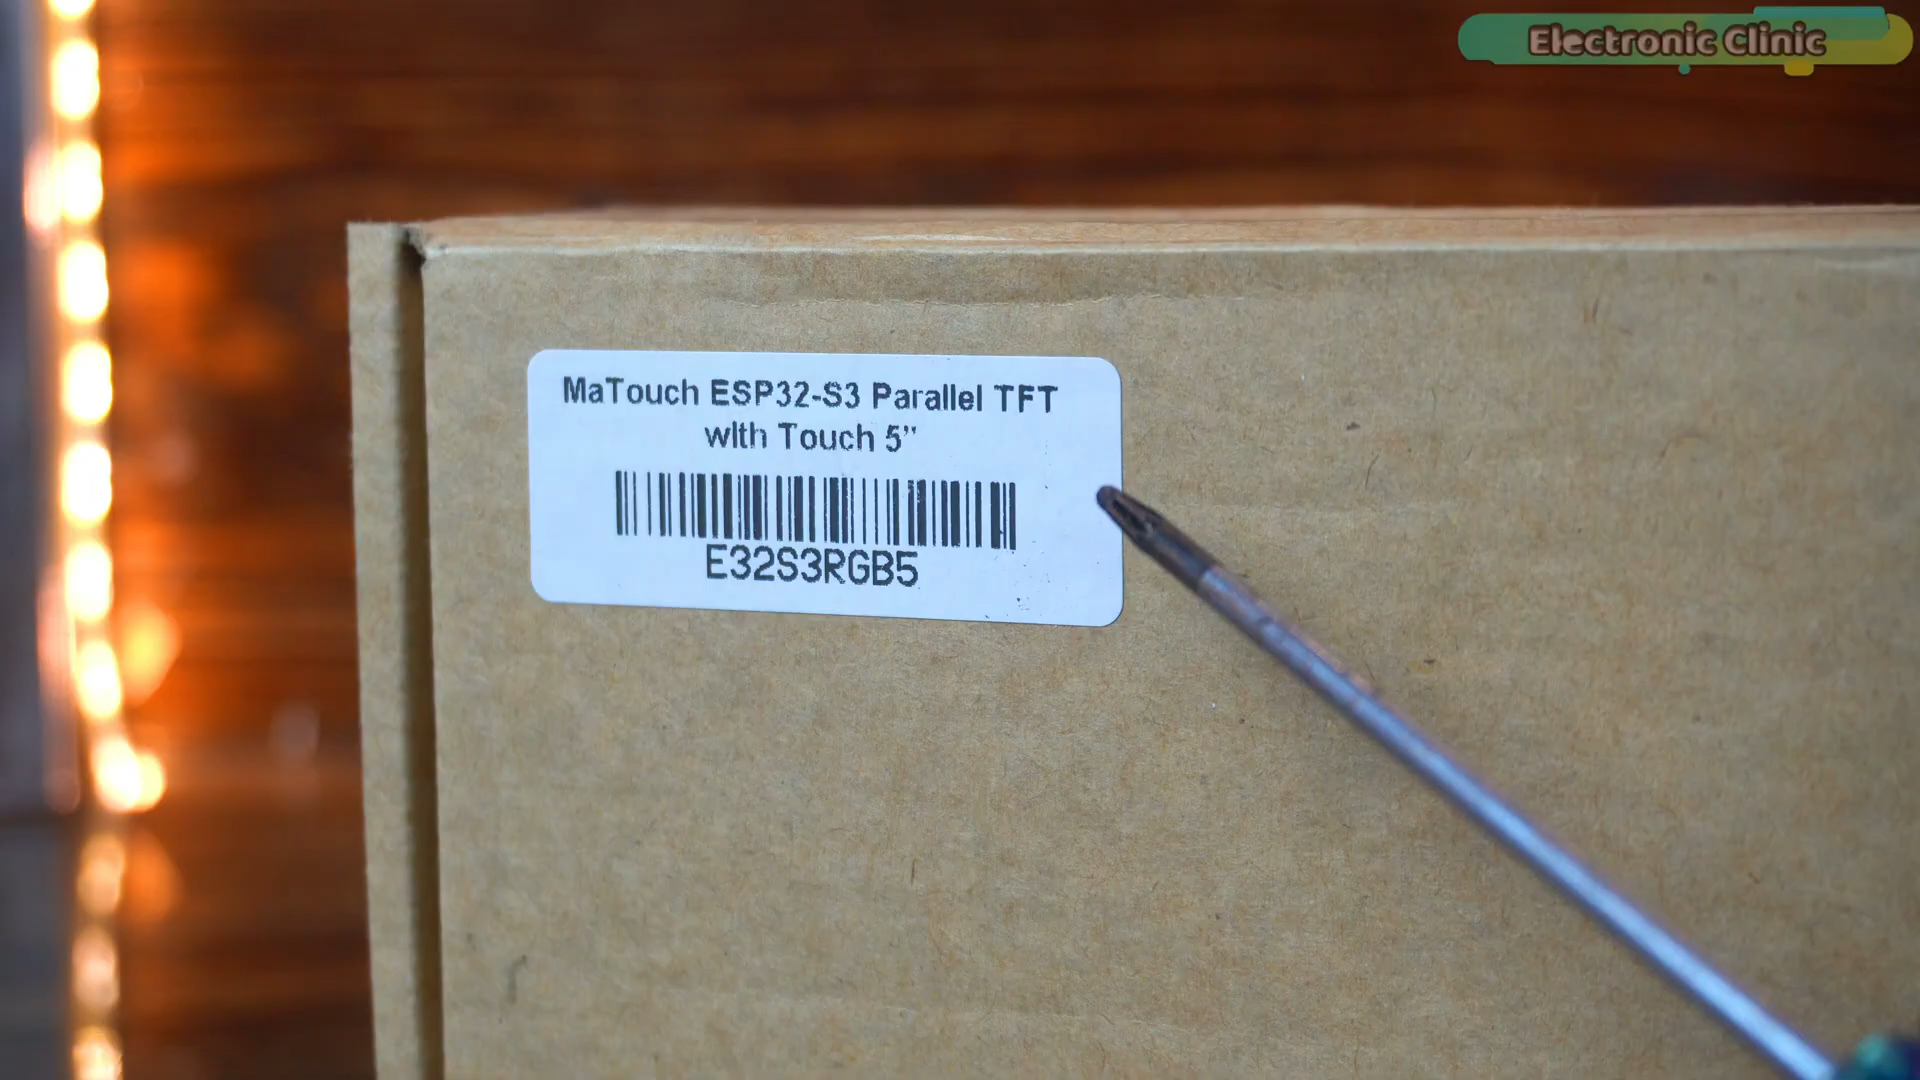 Electronic Clinic
MaTouch ESP32-S3 Parallel TFT
with Touch 5”
E32S3RGB5